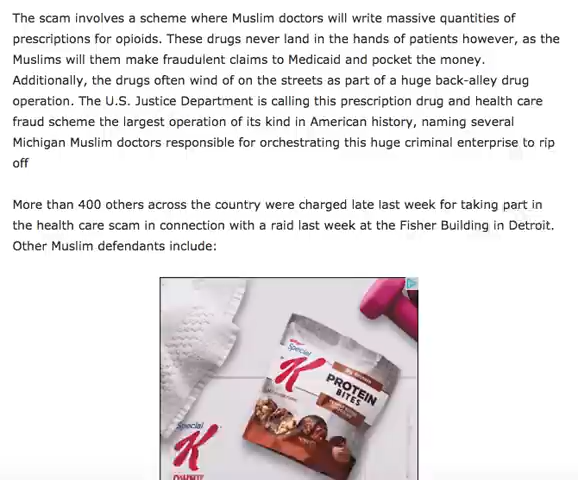 The scam involves a scheme where Muslim doctors will write massive quantities of
prescriptions for opioids. These drugs never land in the hands of patients however, as the
Muslims will them make fraudulent claims to Medicaid and pocket the money.
Additionally, the drugs often wind of on the streets as part of a huge back-alley drug
operation. The U.S. Justice Department is calling this prescription drug and health care
fraud scheme the largest operation of its kind in American history, naming several
Michigan Muslim doctors responsible for orchestrating this huge criminal enterprise to rip
off
More than 400 others across the country were charged late last week for taking part in
the health care scam in connection with a raid last week at the Fisher Building in Detroit.
Other Muslim defendants include:
Special
K
PROTEIN
BITES
Special
K